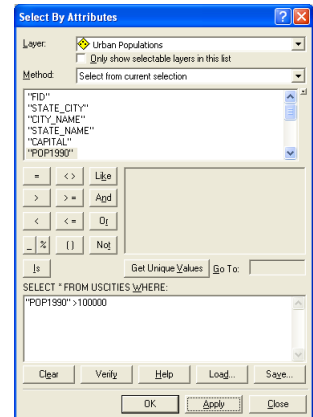 Select By Attributes
Layer: Urban Populations
Only show selectable layers in this list
Method: Select from current selection
"FID"
"STATE_CITY"
"CITY_NAME"
"STATE_NAME"
"CAPITAL"
"POP1990"
= <> Like
> >= And
< <= Or
_ % () Not
Is Get Unique Values Go To:
SELECT * FROM USCITIES WHERE:
"POP1990" >100000
Clear Verify Help Load... Save...
OK Apply Close